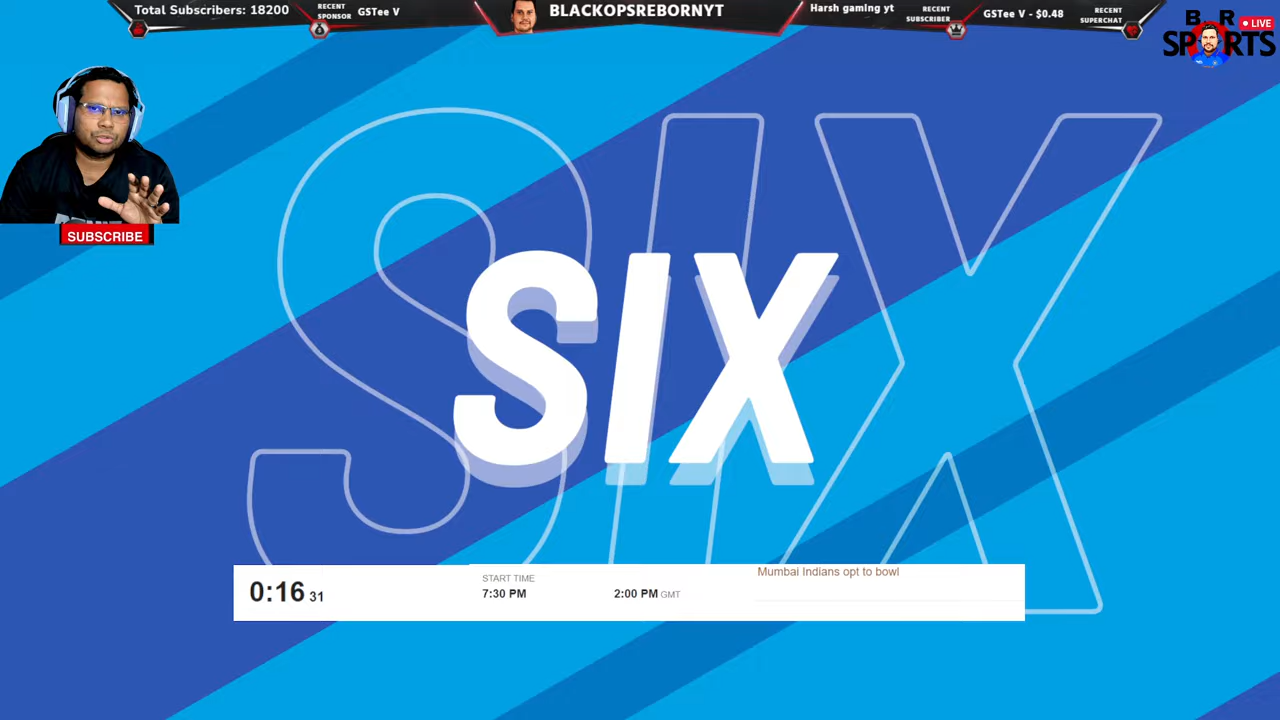 Total Subscribers: 18200
RECENT
SPONSOR
GSTee V
BLACKOPSREBORNYT
Harsh gaming yt
RECENT
SUBSCRIBER
GSTee V - $0.48
RECENT
SUPERCHAT
B R
SPORTS
LIVE
SUBSCRIBE
SIX
SIX
0:16 31
START TIME
7:30 PM
2:00 PM GMT
Mumbai Indians opt to bowl